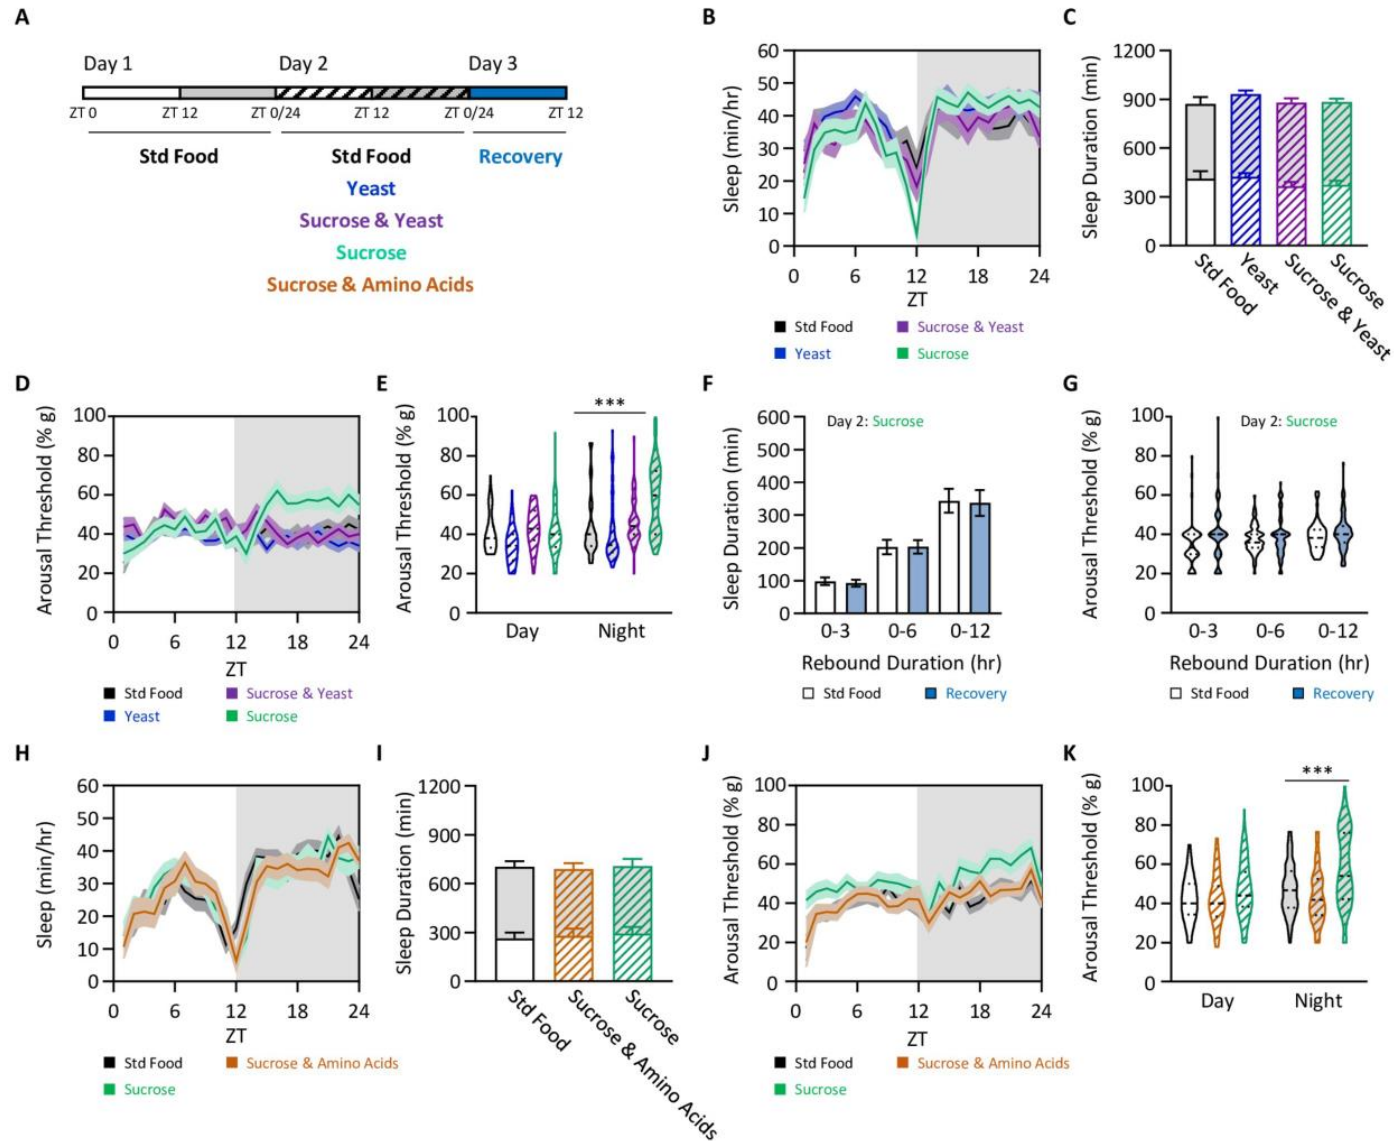 A
Day 1
Day 2
Day 3
ZT 0
ZT 12
ZT 0/24
ZT 12
ZT 0/24
ZT 12
Std Food
Std Food
Recovery
Yeast
Sucrose & Yeast
Sucrose
Sucrose & Amino Acids
B
Sleep (min/hr)
60
50
40
30
20
10
0
0
6
12
18
24
ZT
Std Food
Sucrose & Yeast
Yeast
Sucrose
C
Sleep Duration (min)
1200
900
600
300
0
Std Food
Yeast
Sucrose & Yeast
Sucrose
D
Arousal Threshold (% g)
100
80
60
40
20
0
0
6
12
18
24
ZT
Std Food
Sucrose & Yeast
Yeast
Sucrose
E
Arousal Threshold (% g)
100
80
60
40
20
0
***
Day
Night
F
Sleep Duration (min)
600
500
400
300
200
100
0
Day 2: Sucrose
0-3
0-6
0-12
Rebound Duration (hr)
Std Food
Recovery
G
Arousal Threshold (% g)
100
80
60
40
20
0
Day 2: Sucrose
0-3
0-6
0-12
Rebound Duration (hr)
Std Food
Recovery
H
Sleep (min/hr)
60
50
40
30
20
10
0
0
6
12
18
24
ZT
Std Food
Sucrose & Amino Acids
Sucrose
I
Sleep Duration (min)
1200
900
600
300
0
Std Food
Sucrose & Amino Acids
Sucrose
J
Arousal Threshold (% g)
100
80
60
40
20
0
0
6
12
18
24
ZT
Std Food
Sucrose & Amino Acids
Sucrose
K
Arousal Threshold (% g)
100
80
60
40
20
0
***
Day
Night